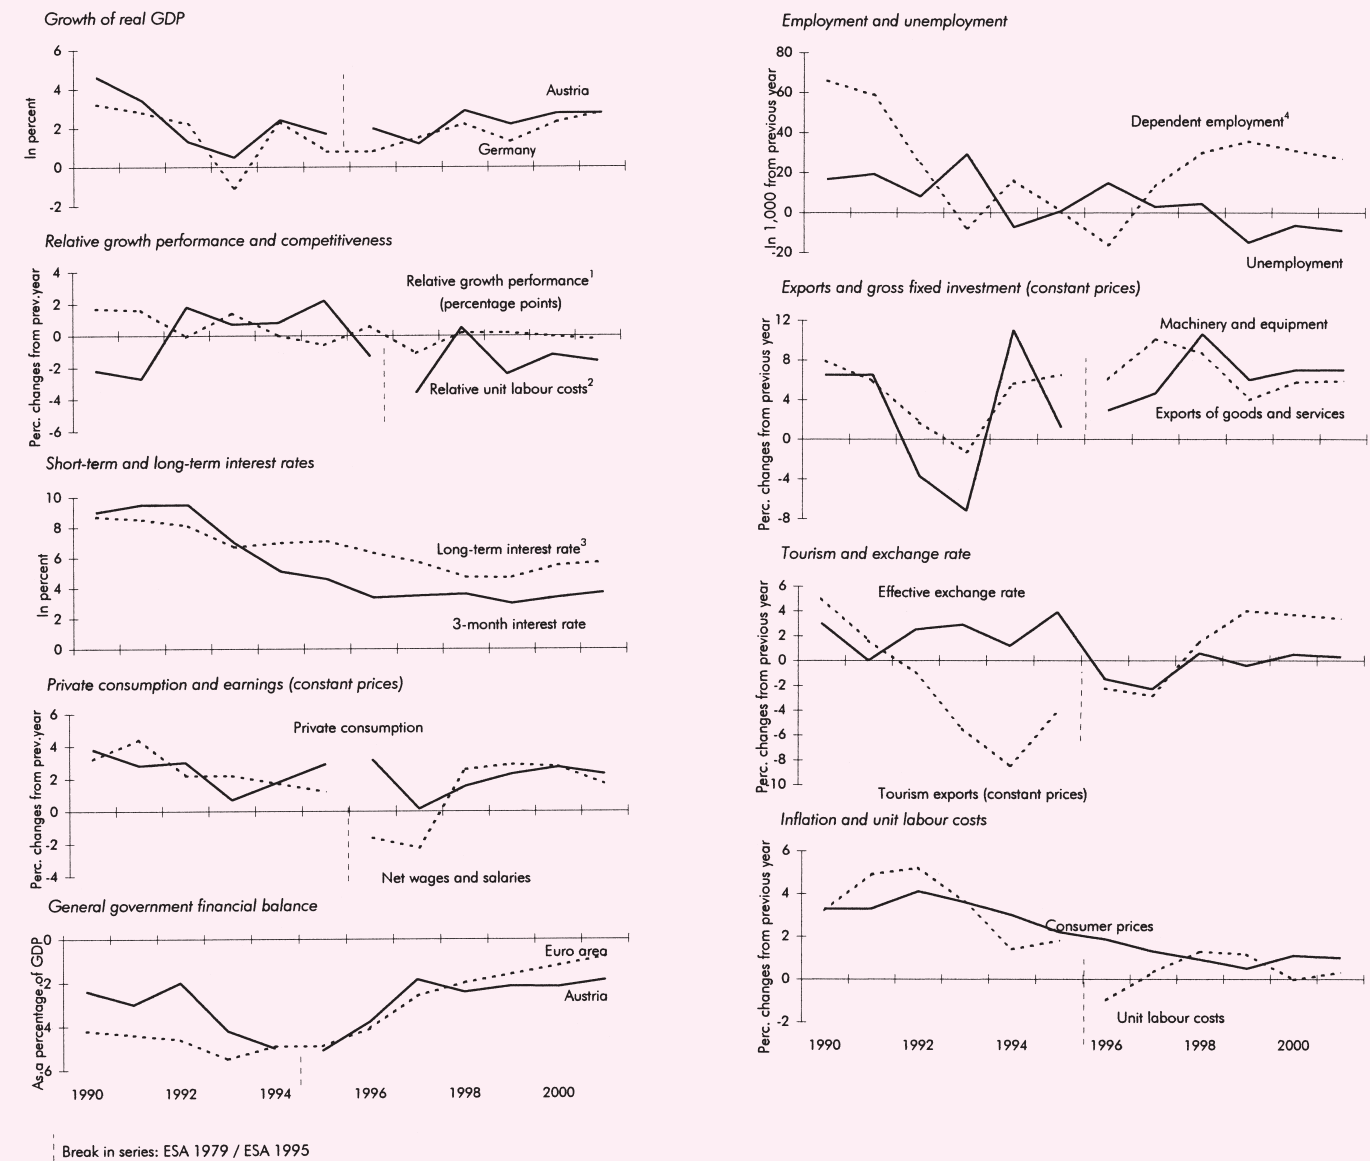 Growth of real GDP
6
4
2
0
-2
In percent
Austria
Germany
Relative growth performance and competitiveness
4
2
0
-2
-4
-6
Perc. changes from prev.year
Relative growth performance1
(percentage points)
Relative unit labour costs2
Short-term and long-term interest rates
10
8
6
4
2
0
In percent
Long-term interest rate3
3-month interest rate
Private consumption and earnings (constant prices)
6
4
2
0
-2
-4
Perc. changes from prev.year
Private consumption
Net wages and salaries
General government financial balance
0
-2
-4
-6
As a percentage of GDP
Euro area
Austria
1990 1992 1994 1996 1998 2000
Break in series: ESA 1979 / ESA 1995
Employment and unemployment
80
60
40
20
0
-20
In 1,000 from previous year
Dependent employment4
Unemployment
Exports and gross fixed investment (constant prices)
12
8
4
0
-4
-8
Perc. changes from previous year
Machinery and equipment
Exports of goods and services
Tourism and exchange rate
6
4
2
0
-2
-4
-6
-8
-10
Perc. changes from previous year
Effective exchange rate
Tourism exports (constant prices)
Inflation and unit labour costs
6
4
2
0
-2
Perc. changes from previous year
Consumer prices
Unit labour costs
1990 1992 1994 1996 1998 2000